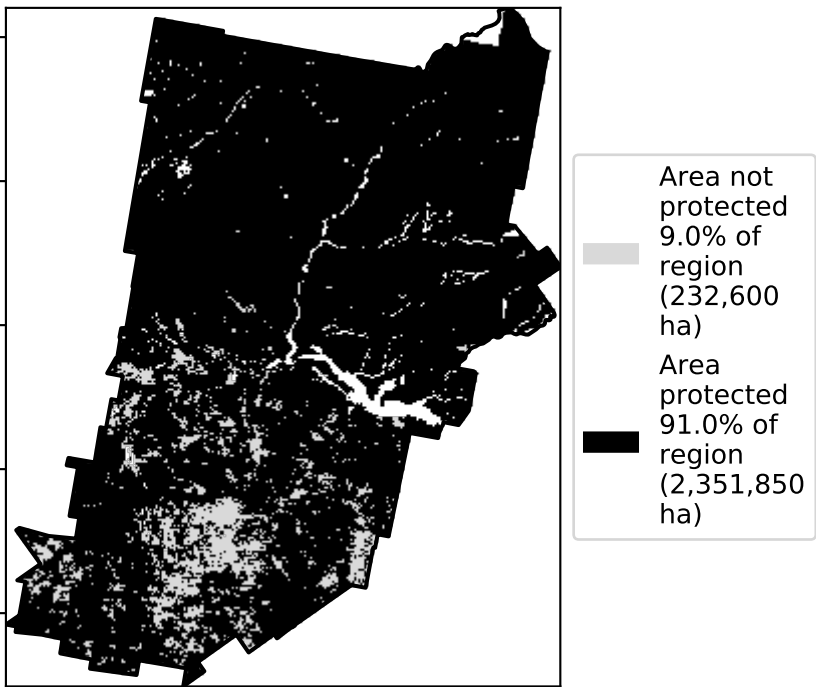 Area not
protected
9.0% of
region
(232,600
ha)
Area
protected
91.0% of
region
(2,351,850
ha)